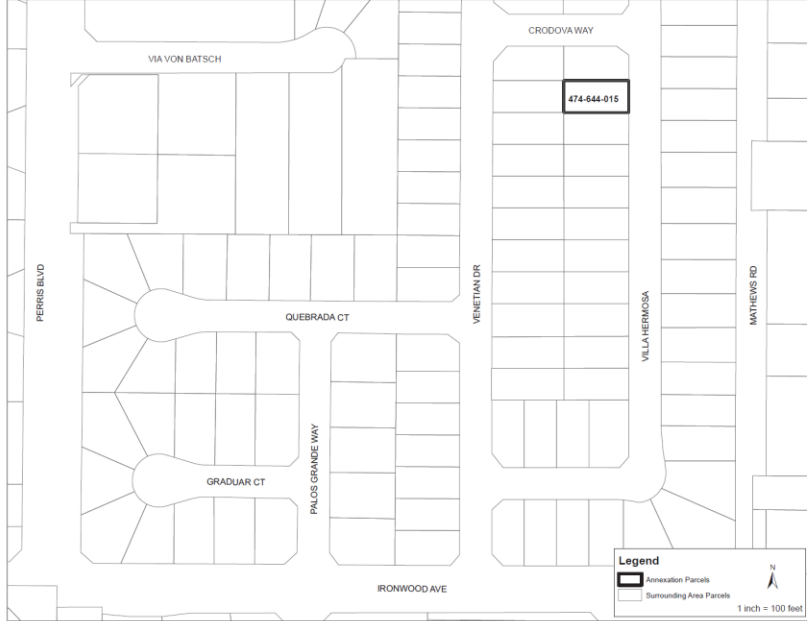 CRODOVA WAY
VIA VON BATSCH
474-644-015
PERRIS BLVD
VENETIAN DR
MATHEWS RD
QUEBRADA CT
VILLA HERMOSA
PALOS GRANDE WAY
GRADUAR CT
IRONWOOD AVE
Legend
Annexation Parcels
Surrounding Area Parcels
N
1 inch = 100 feet